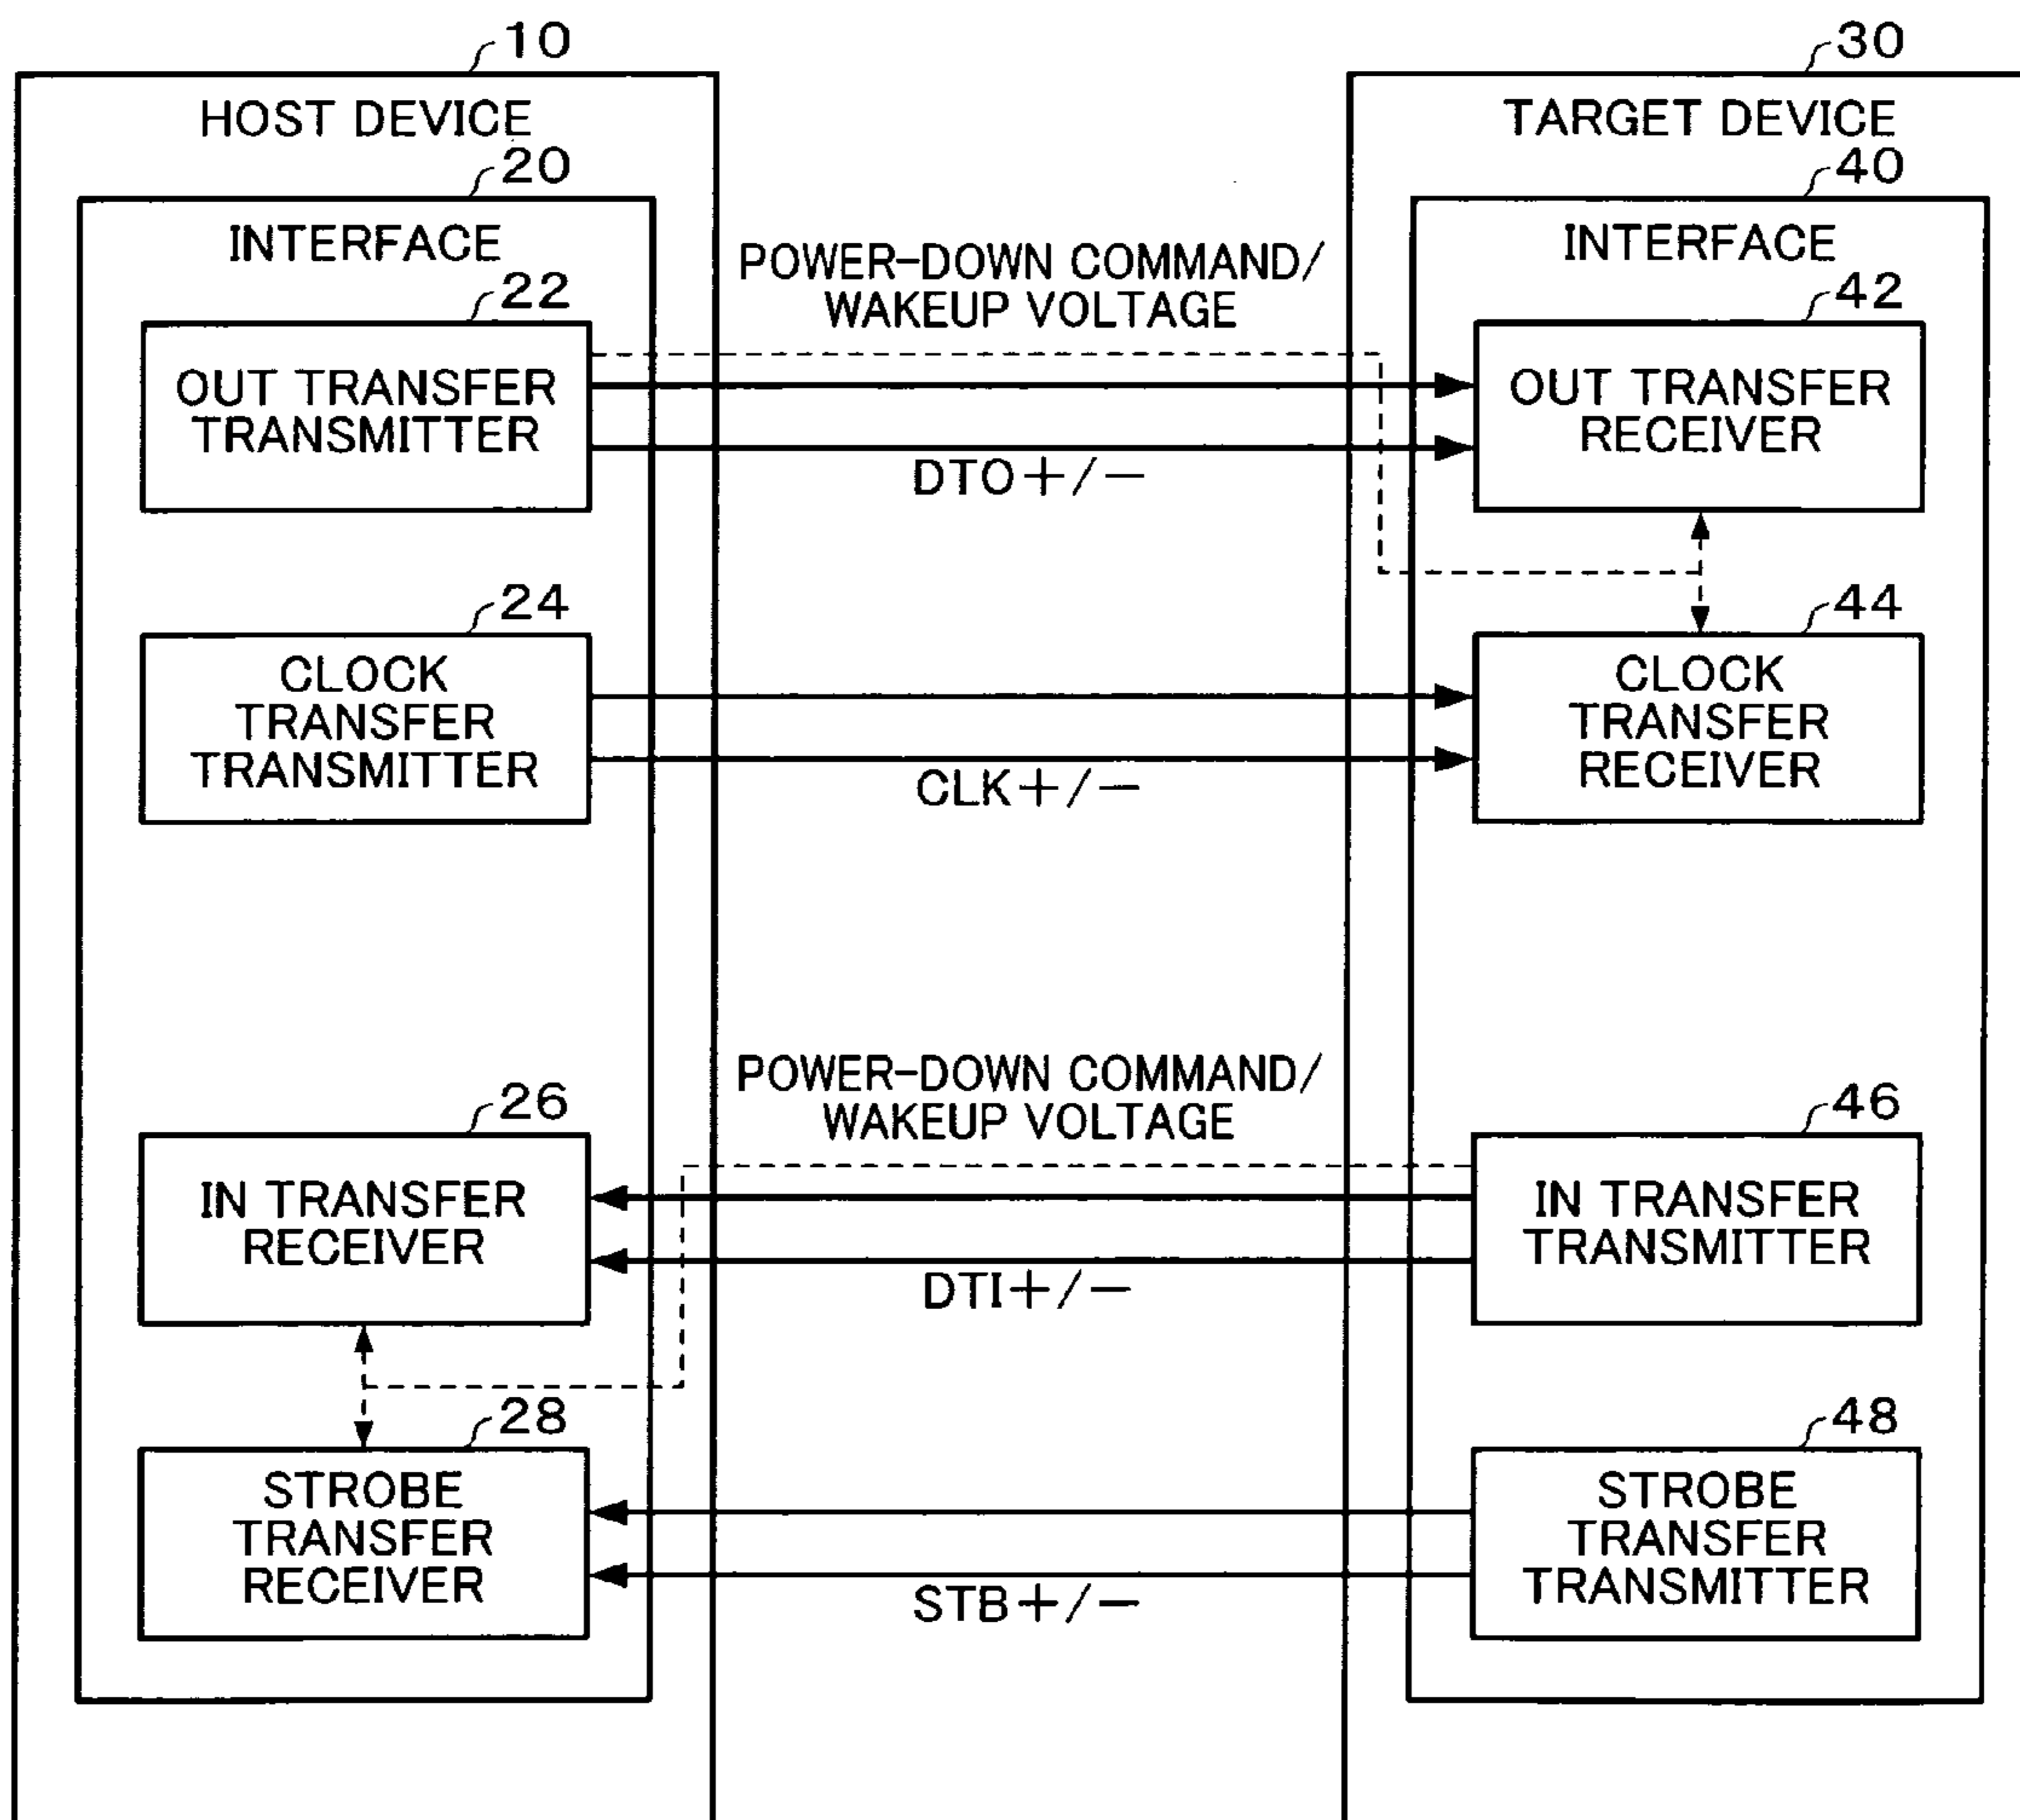 10
HOST DEVICE
20
INTERFACE
22
OUT TRANSFER
TRANSMITTER
24
CLOCK
TRANSFER
TRANSMITTER
26
IN TRANSFER
RECEIVER
28
STROBE
TRANSFER
RECEIVER
POWER-DOWN COMMAND/
WAKEUP VOLTAGE
DTO+/-
CLK+/-
POWER-DOWN COMMAND/
WAKEUP VOLTAGE
DTI+/-
STB+/-
30
TARGET DEVICE
40
INTERFACE
42
OUT TRANSFER
RECEIVER
44
CLOCK
TRANSFER
RECEIVER
46
IN TRANSFER
TRANSMITTER
48
STROBE
TRANSFER
TRANSMITTER